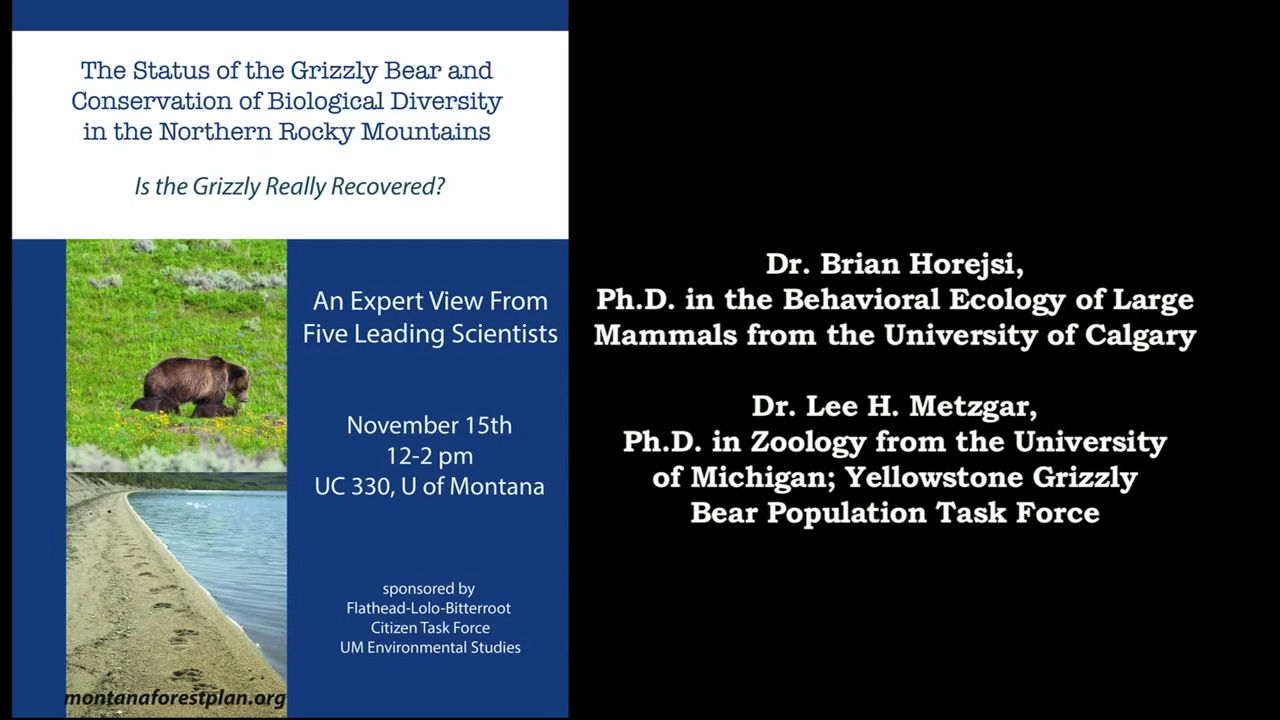 The Status of the Grizzly Bear and
Conservation of Biological Diversity
in the Northern Rocky Mountains
Is the Grizzly Really Recovered?
An Expert View From
Five Leading Scientists
November 15th
12-2 pm
UC 330, U of Montana
sponsored by
Flathead-Lolo-Bitterroot
Citizen Task Force
UM Environmental Studies
montanaforestplan.org
Dr. Brian Horejsi,
Ph.D. in the Behavioral Ecology of Large
Mammals from the University of Calgary
Dr. Lee H. Metzgar,
Ph.D. in Zoology from the University
of Michigan; Yellowstone Grizzly
Bear Population Task Force